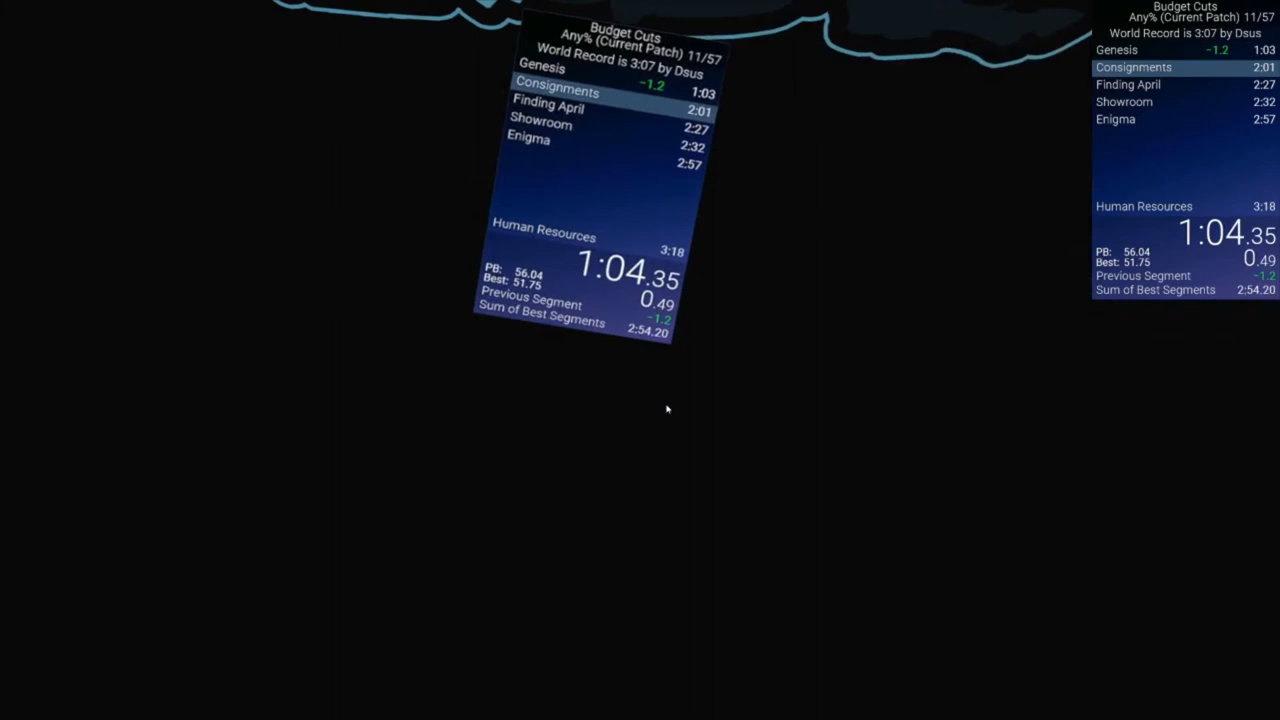 Budget Cuts
Any% (Current Patch) 11/57
World Record is 3:07 by Dsus
Genesis −1.2 1:03
Consignments 2:01
Finding April 2:27
Showroom 2:32
Enigma 2:57
Human Resources 3:18
1:04.35
PB: 56.04
Best: 51.75 0.49
Previous Segment −1.2
Sum of Best Segments 2:54.20
Budget Cuts
Any% (Current Patch) 11/57
World Record is 3:07 by Dsus
Genesis −1.2 1:03
Consignments 2:01
Finding April 2:27
Showroom 2:32
Enigma 2:57
Human Resources 3:18
1:04.35
PB: 56.04
Best: 51.75 0.49
Previous Segment −1.2
Sum of Best Segments 2:54.20